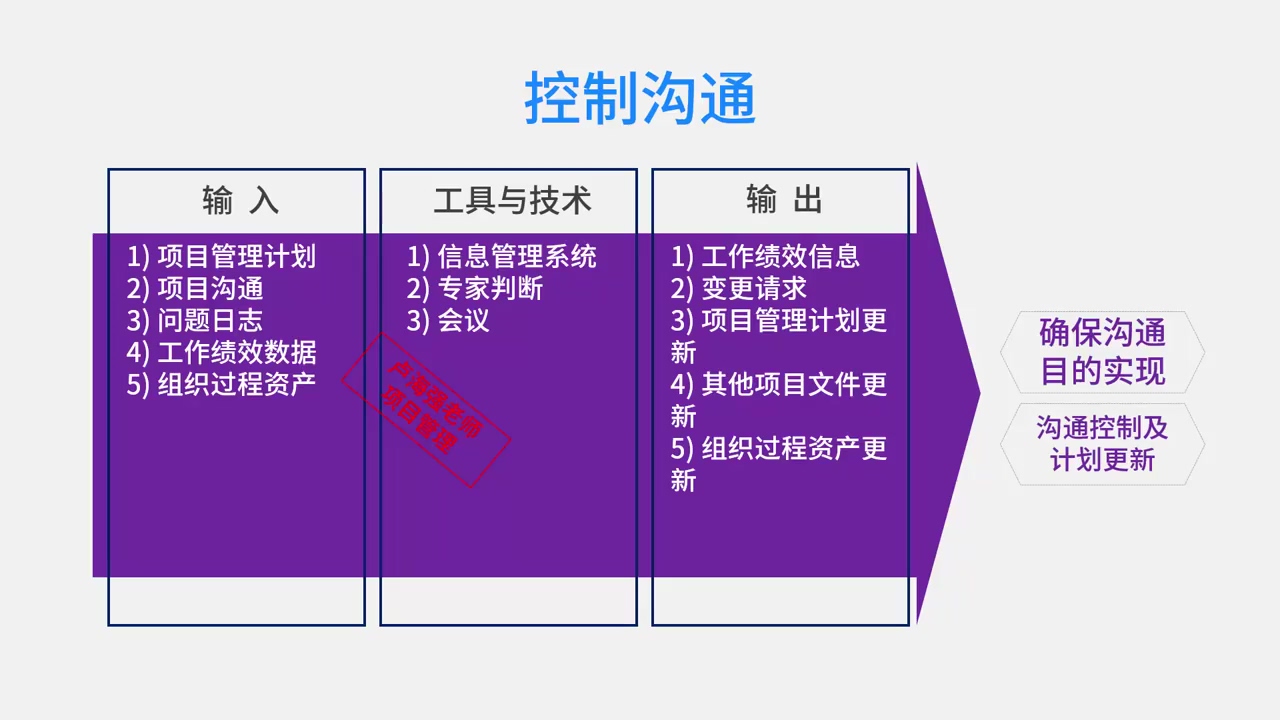 控制沟通
输 入
1) 项目管理计划
2) 项目沟通
3) 问题日志
4) 工作绩效数据
5) 组织过程资产
工具与技术
1) 信息管理系统
2) 专家判断
3) 会议
输 出
1) 工作绩效信息
2) 变更请求
3) 项目管理计划更
新
4) 其他项目文件更
新
5) 组织过程资产更
新
确保沟通
目的实现
沟通控制及
计划更新
卢海强老师
项目管理